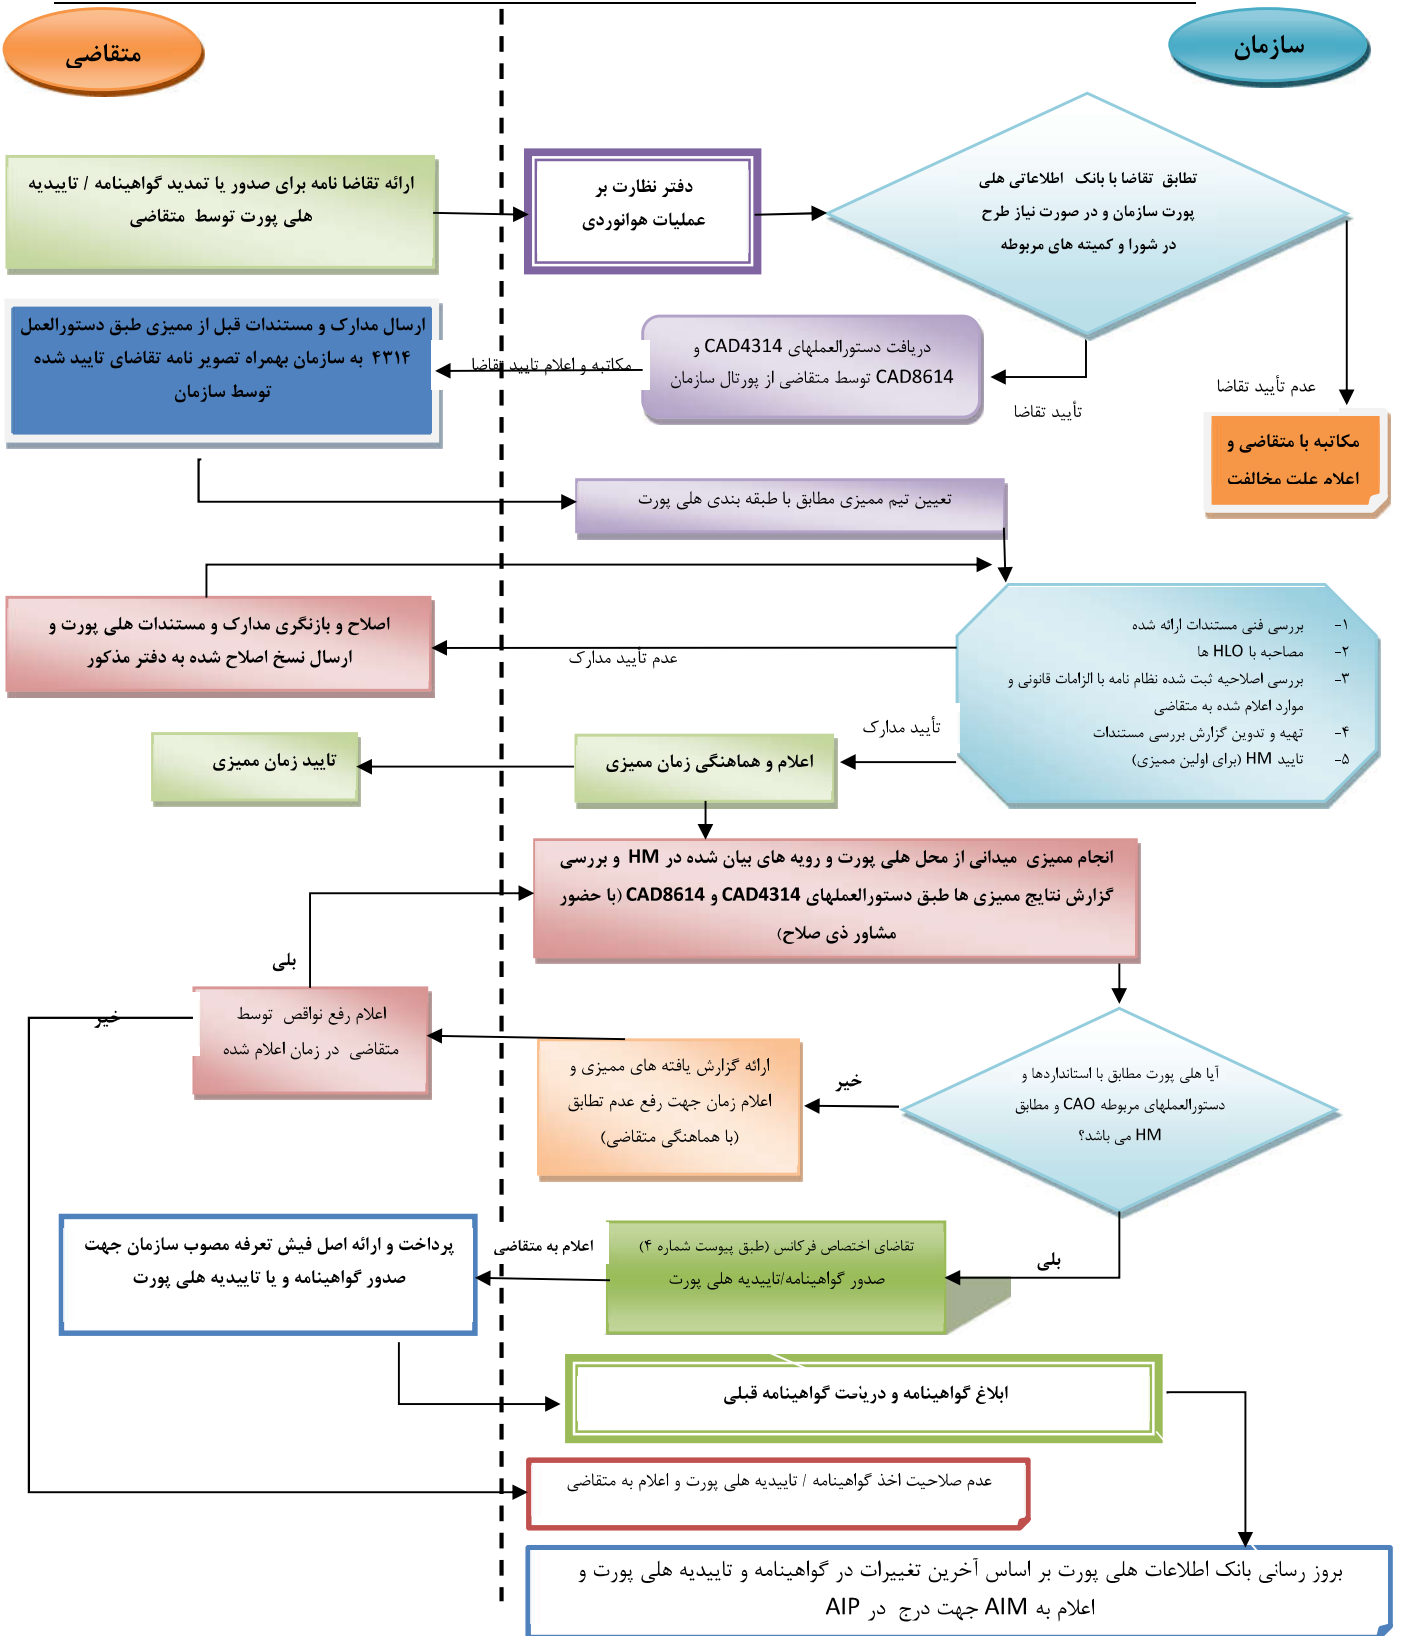 سازمان
متقاضی
ارائه تقاضا نامه برای صدور یا تمدید گواهینامه / تاییدیه
هلی پورت توسط متقاضی
دفتر نظارت بر
عملیات هوانوردی
تطابق تقاضا با بانک اطلاعاتی هلی
پورت سازمان و در صورت نیاز طرح
در شورا و کمیته های مربوطه
عدم تأیید تقاضا
مکاتبه با متقاضی و
اعلام علت مخالفت
تأیید تقاضا
دریافت دستورالعملهای CAD4314 و
CAD8614 توسط متقاضی از پورتال سازمان
مکاتبه و اعلام تایید تقاضا
ارسال مدارک و مستندات قبل از ممیزی طبق دستورالعمل
۴۳۱۴ به سازمان بهمراه تصویر نامه تقاضای تایید شده
توسط سازمان
تعیین تیم ممیزی مطابق با طبقه بندی هلی پورت
۱- بررسی فنی مستندات ارائه شده
۲- مصاحبه با HLO ها
۳- بررسی اصلاحیه ثبت شده نظام نامه با الزامات قانونی و
موارد اعلام شده به متقاضی
۴- تهیه و تدوین گزارش بررسی مستندات
۵- تایید HM (برای اولین ممیزی)
عدم تأیید مدارک
اصلاح و بازنگری مدارک و مستندات هلی پورت و
ارسال نسخ اصلاح شده به دفتر مذکور
تأیید مدارک
اعلام و هماهنگی زمان ممیزی
تایید زمان ممیزی
انجام ممیزی میدانی از محل هلی پورت و رویه های بیان شده در HM و بررسی
گزارش نتایج ممیزی ها طبق دستورالعملهای CAD4314 و CAD8614 (با حضور
مشاور ذی صلاح)
آیا هلی پورت مطابق با استانداردها و
دستورالعملهای مربوطه CAO و مطابق
HM می باشد؟
خیر
ارائه گزارش یافته های ممیزی و
اعلام زمان جهت رفع عدم تطابق
(با هماهنگی متقاضی)
اعلام رفع نواقص توسط
متقاضی در زمان اعلام شده
بلی
خیر
بلی
تقاضای اختصاص فرکانس (طبق پیوست شماره ۴)
صدور گواهینامه/تاییدیه هلی پورت
اعلام به متقاضی
پرداخت و ارائه اصل فیش تعرفه مصوب سازمان جهت
صدور گواهینامه و یا تاییدیه هلی پورت
ابلاغ گواهینامه و دریافت گواهینامه قبلی
عدم صلاحیت اخذ گواهینامه / تاییدیه هلی پورت و اعلام به متقاضی
بروز رسانی بانک اطلاعات هلی پورت بر اساس آخرین تغییرات در گواهینامه و تاییدیه هلی پورت و
اعلام به AIM جهت درج در AIP